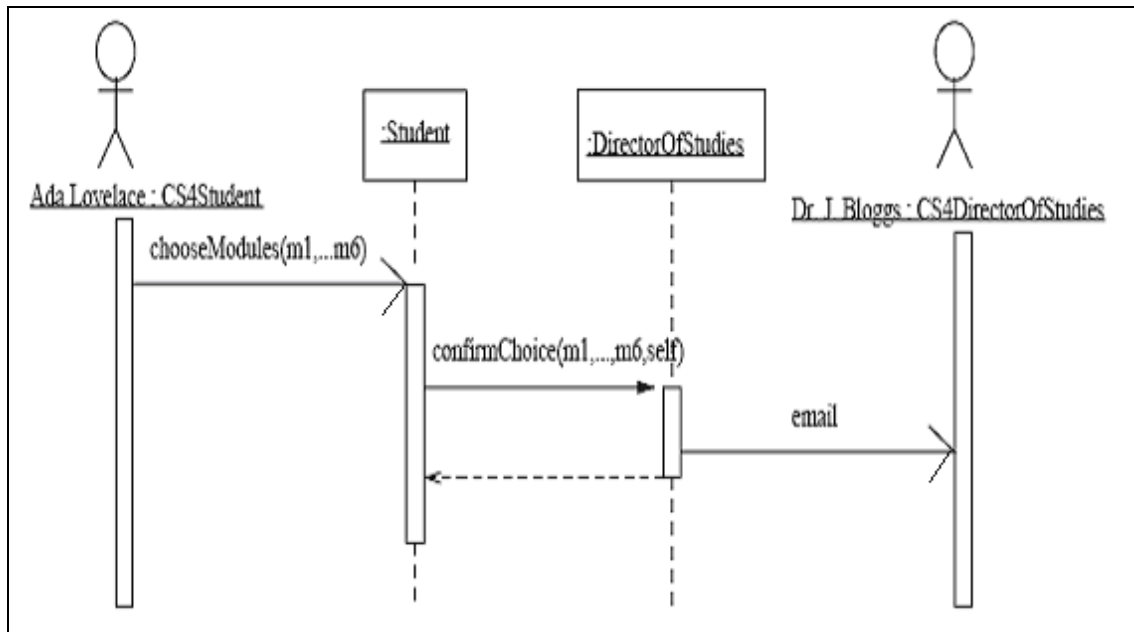 :Student
:DirectorOfStudies
Ada Lovelace : CS4Student
Dr. J. Bloggs : CS4DirectorOfStudies
chooseModules(m1,...m6)
confirmChoice(m1,...,m6,self)
email